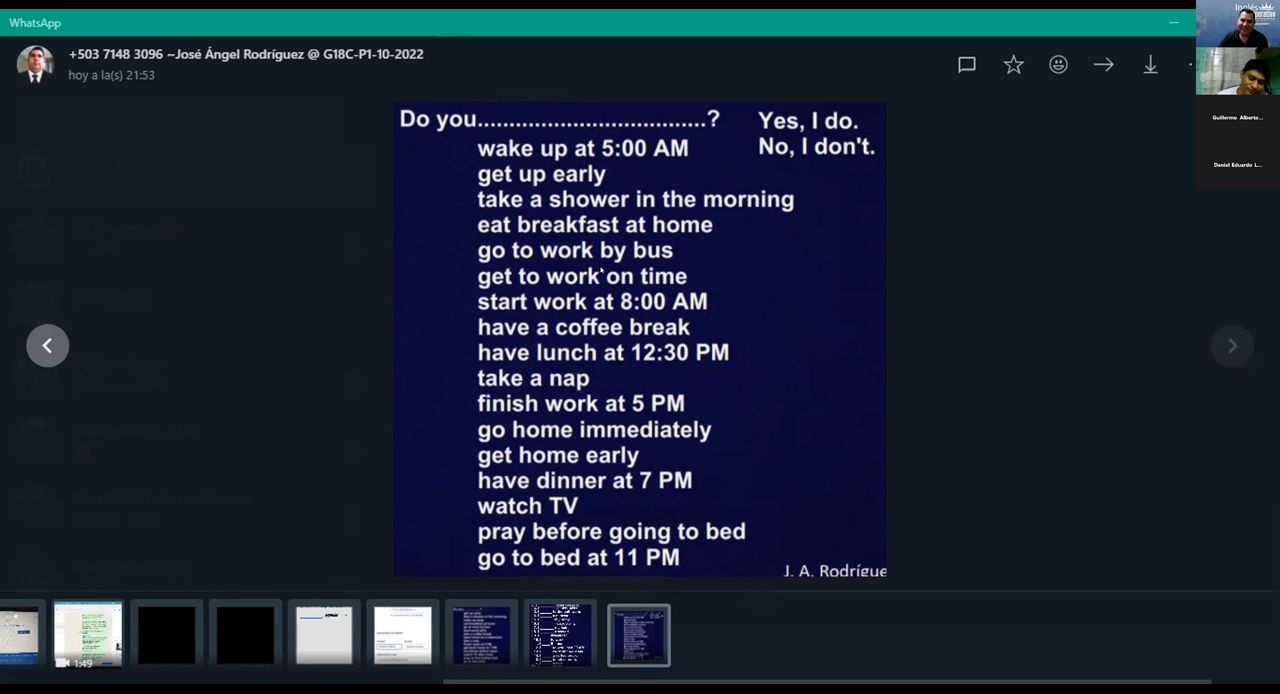 WhatsApp
+503 7148 3096 ~José Ángel Rodríguez @ G18C-P1-10-2022
hoy a la(s) 21:53
Inglés
Guillermo Alberto...
Daniel Eduardo L...
Do you....................................?
Yes, I do.
No, I don't.
wake up at 5:00 AM
get up early
take a shower in the morning
eat breakfast at home
go to work by bus
get to work on time
start work at 8:00 AM
have a coffee break
have lunch at 12:30 PM
take a nap
finish work at 5 PM
go home immediately
get home early
have dinner at 7 PM
watch TV
pray before going to bed
go to bed at 11 PM
J. A. Rodrígue
1:49